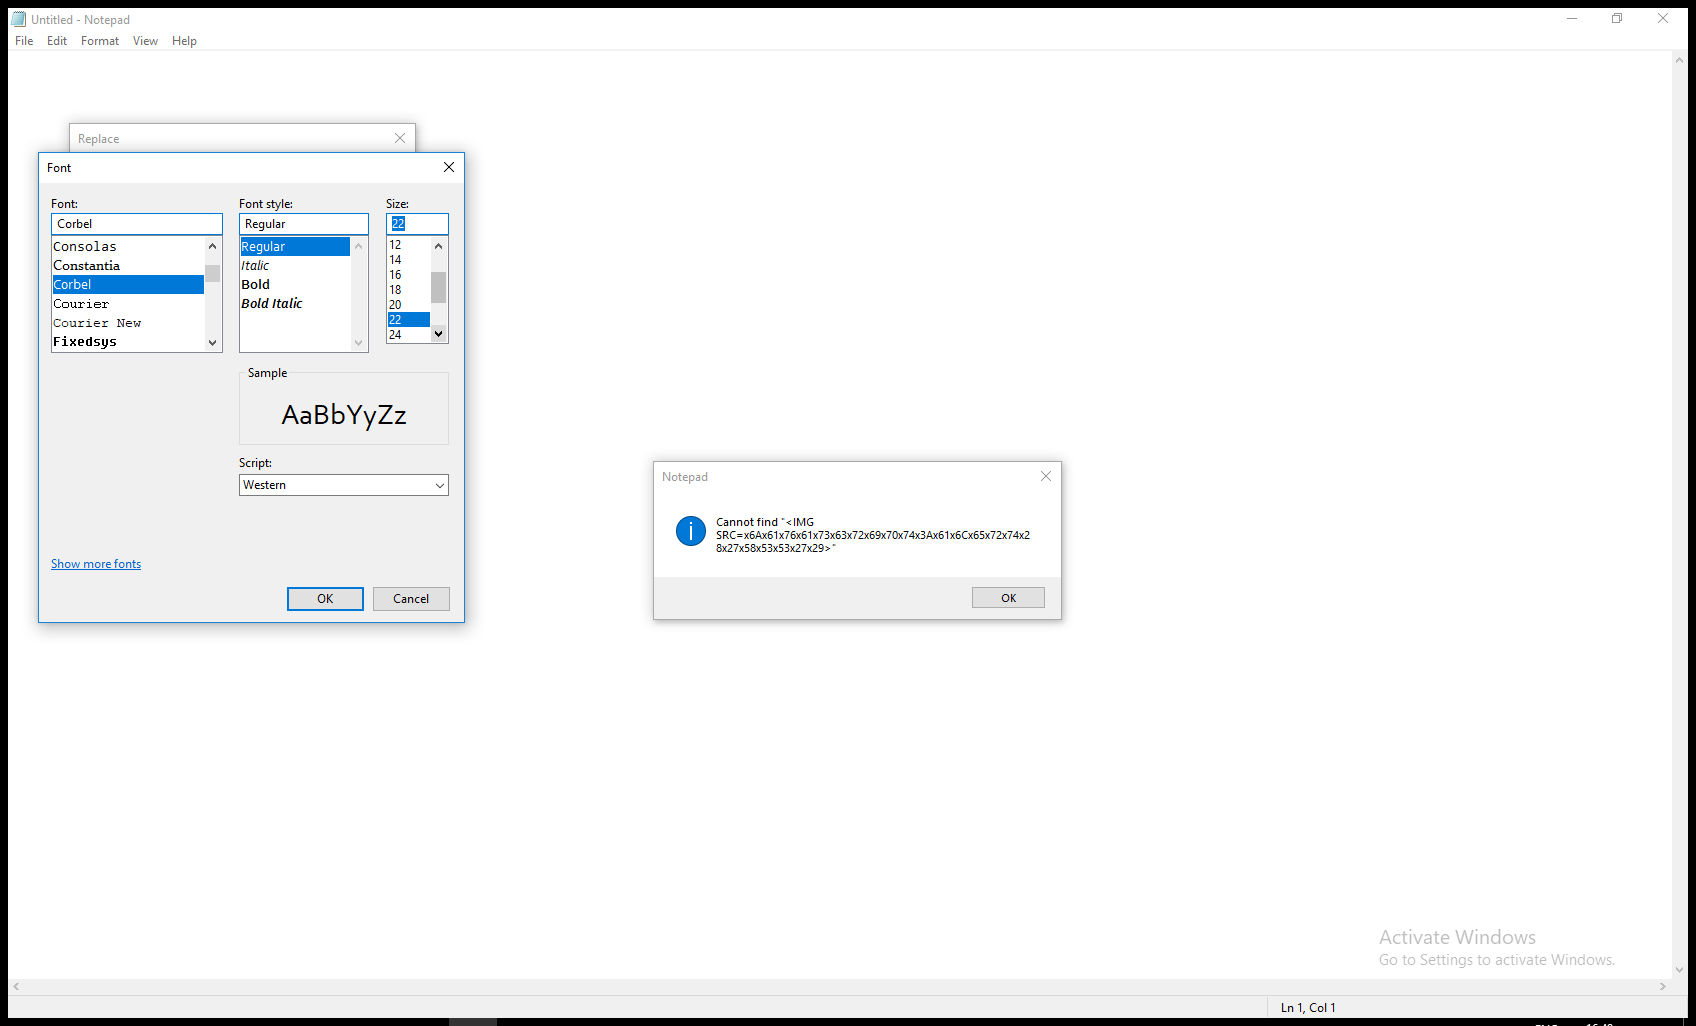 Untitled - Notepad
File Edit Format View Help
Replace
Font
Font: Font style: Size:
Corbel Regular 22
Consolas
Constantia
Corbel
Courier
Courier New
Fixedsys
Regular
Italic
Bold
Bold Italic
12
14
16
18
20
22
24
Sample
AaBbYyZz
Script:
Western
Show more fonts
OK Cancel
Notepad
Cannot find "<IMG
SRC=x6Ax61x76x61x73x63x72x69x70x74x3Ax61x6Cx65x72x74x2
8x27x58x53x53x27x29>"
OK
Activate Windows
Go to Settings to activate Windows.
Ln 1, Col 1